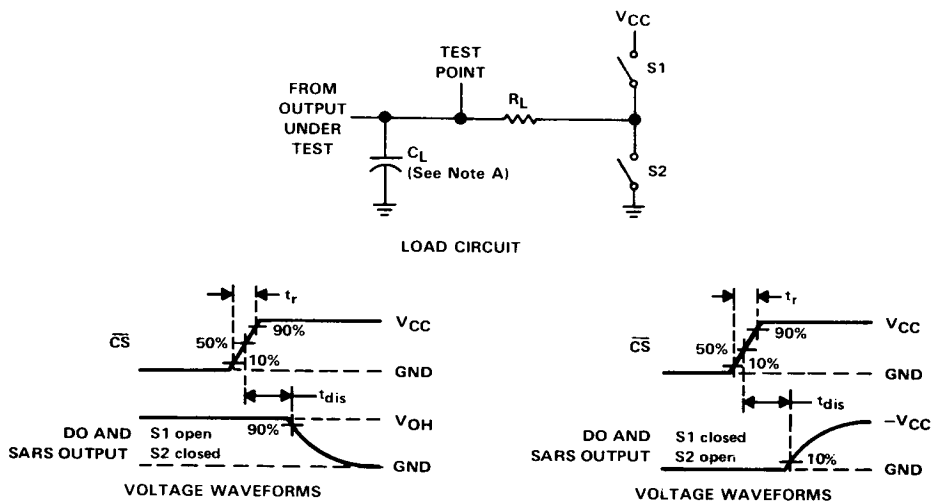 VCC
S1
TEST
POINT
FROM
OUTPUT
UNDER
TEST
RL
CL
(See Note A)
S2
LOAD CIRCUIT
tr
CS
50%
90%
10%
VCC
GND
tdis
DO AND
SARS OUTPUT
S1 open
S2 closed
90%
VOH
GND
VOLTAGE WAVEFORMS
tr
CS
50%
90%
10%
VCC
GND
tdis
DO AND
SARS OUTPUT
S1 closed
S2 open
10%
–VCC
GND
VOLTAGE WAVEFORMS